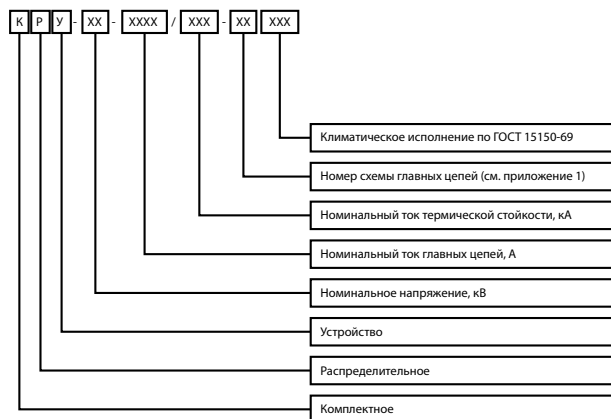 К Р У - XX - XXXX / XXX - XX XXX
Климатическое исполнение по ГОСТ 15150-69
Номер схемы главных цепей (см. приложение 1)
Номинальный ток термической стойкости, кА
Номинальный ток главных цепей, А
Номинальное напряжение, кВ
Устройство
Распределительное
Комплектное